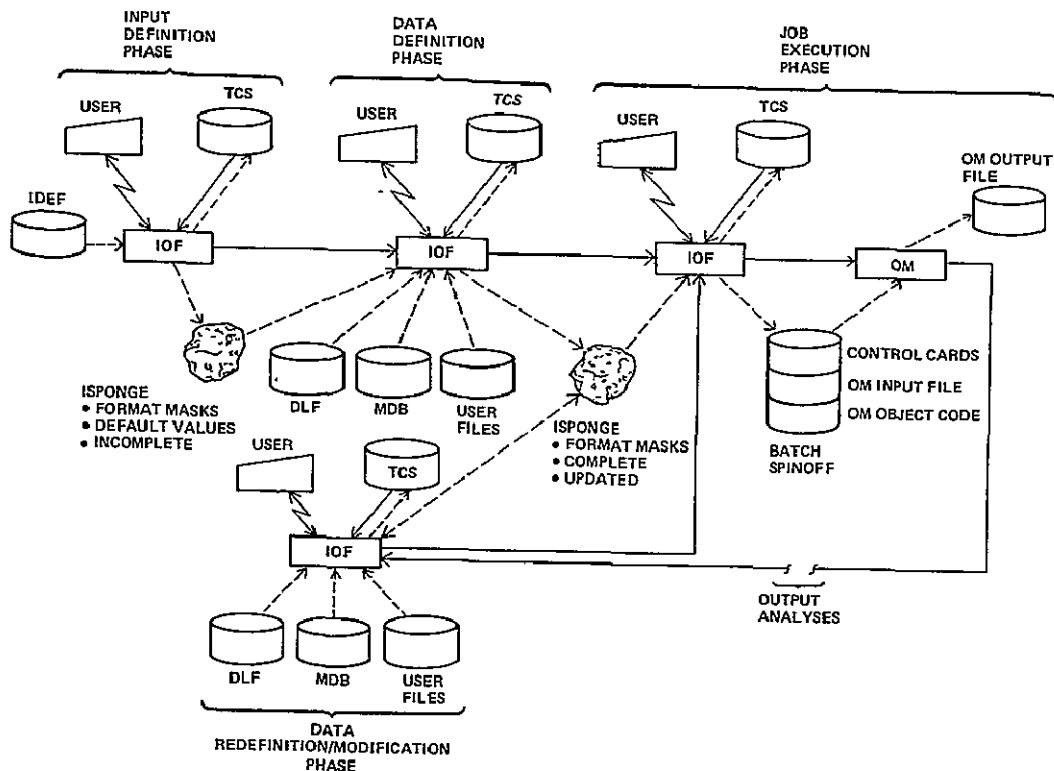 INPUT
DEFINITION
PHASE
DATA
DEFINITION
PHASE
JOB
EXECUTION
PHASE
USER
TCS
USER
TCS
USER
TCS
OM OUTPUT
FILE
IDEF
IOF
IOF
IOF
OM
ISPONGE
• FORMAT MASKS
• DEFAULT VALUES
• INCOMPLETE
DLF
MDB
USER
FILES
ISPONGE
• FORMAT MASKS
• COMPLETE
• UPDATED
CONTROL CARDS
OM INPUT FILE
OM OBJECT CODE
BATCH
SPINOFF
USER
TCS
IOF
OUTPUT
ANALYSES
DLF
MDB
USER
FILES
DATA
REDEFINITION/MODIFICATION
PHASE